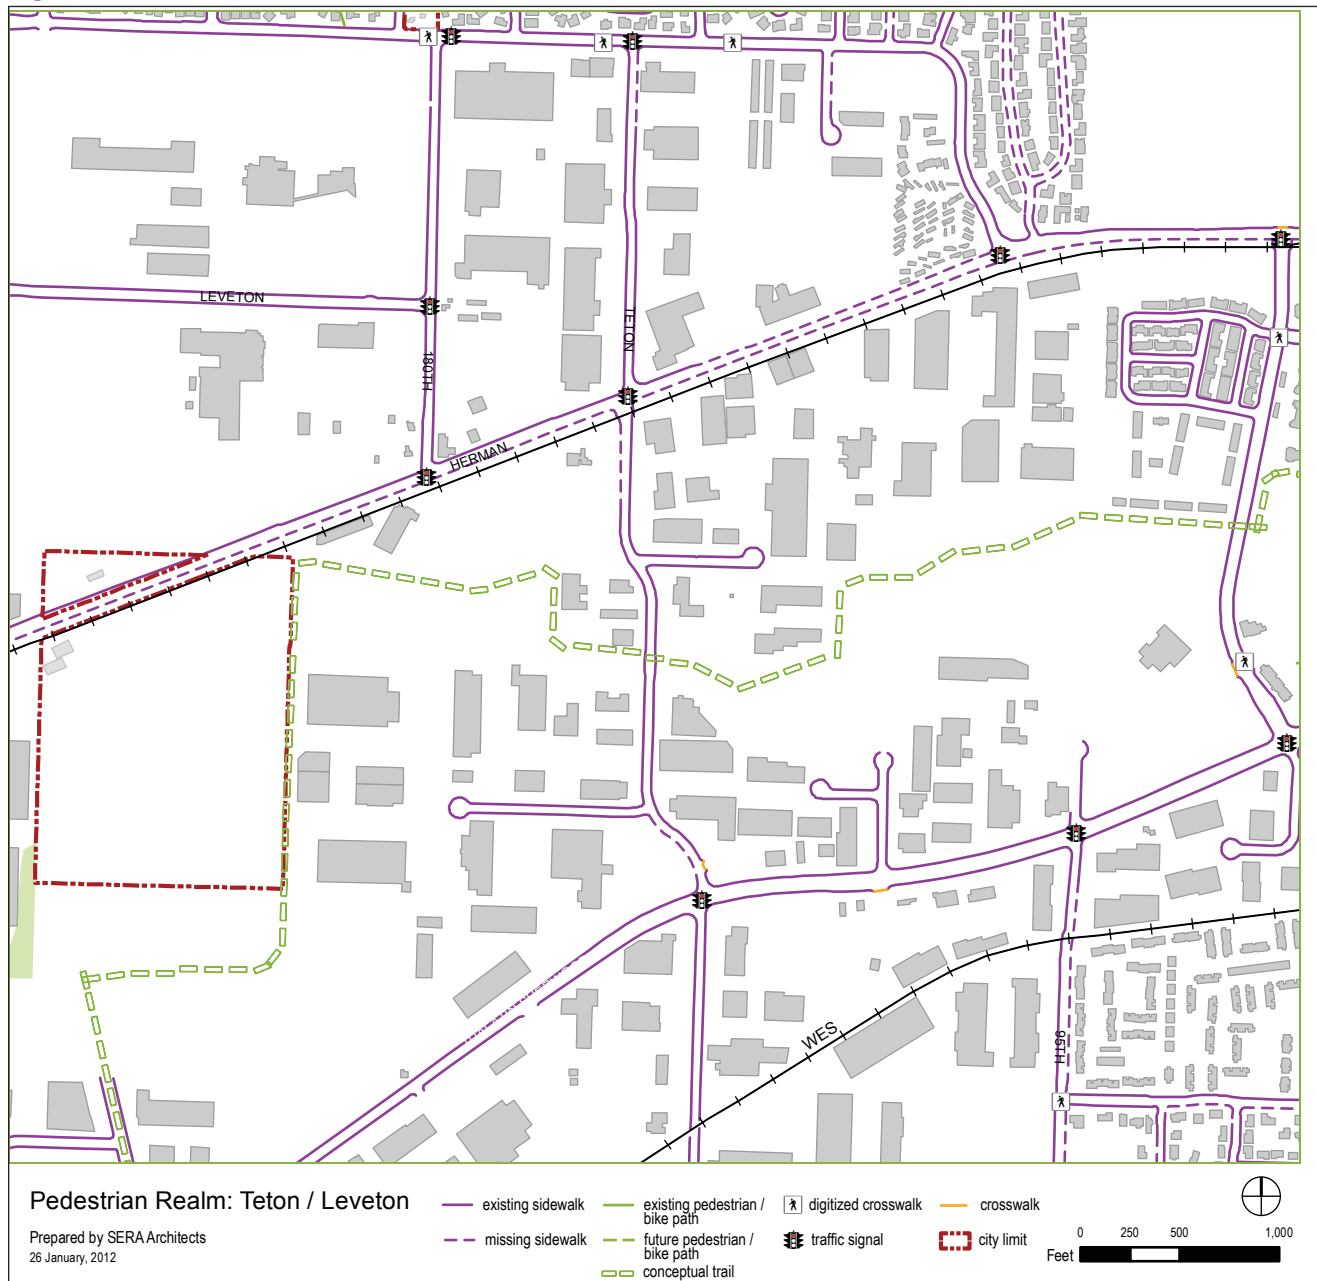 LEVETON
180TH
TETON
HERMAN
WES
95TH
Pedestrian Realm: Teton / Leveton
Prepared by SERA Architects
26 January, 2012
existing sidewalk
missing sidewalk
existing pedestrian /
bike path
future pedestrian /
bike path
conceptual trail
digitized crosswalk
traffic signal
crosswalk
city limit
0 250 500 1,000
Feet